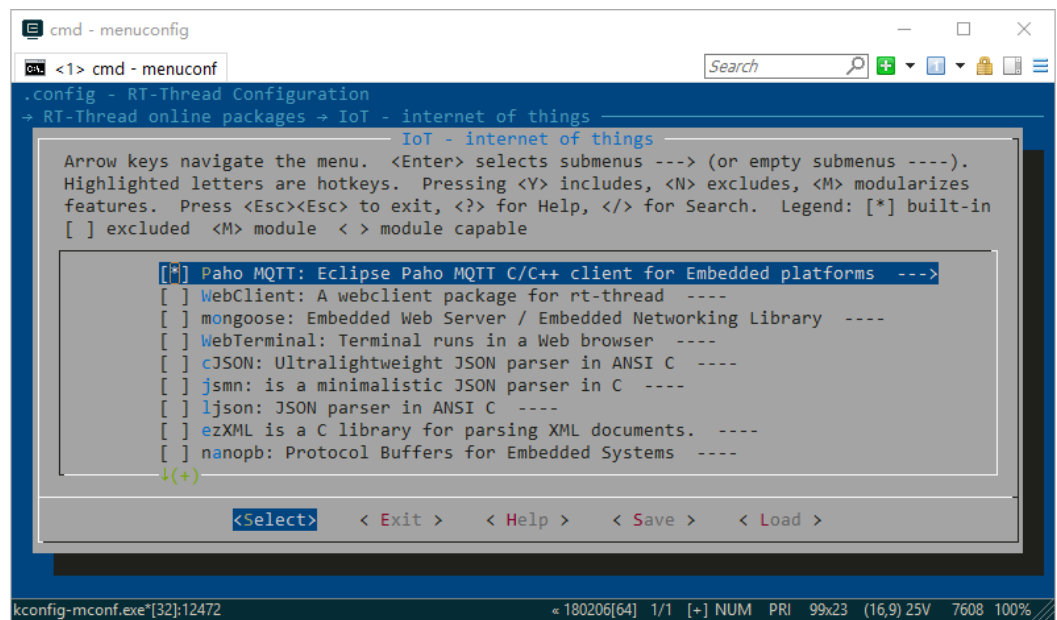 cmd - menuconfig
<1> cmd - menuconf
Search
.config - RT-Thread Configuration
→ RT-Thread online packages → IoT - internet of things
IoT - internet of things
Arrow keys navigate the menu.  <Enter> selects submenus ---> (or empty submenus ----).
Highlighted letters are hotkeys.  Pressing <Y> includes, <N> excludes, <M> modularizes
features.  Press <Esc><Esc> to exit, <?> for Help, </> for Search.  Legend: [*] built-in
[ ] excluded  <M> module  < > module capable
[*] Paho MQTT: Eclipse Paho MQTT C/C++ client for Embedded platforms  --->
[ ] WebClient: A webclient package for rt-thread  ----
[ ] mongoose: Embedded Web Server / Embedded Networking Library  ----
[ ] WebTerminal: Terminal runs in a Web browser  ----
[ ] cJSON: Ultralightweight JSON parser in ANSI C  ----
[ ] jsmn: is a minimalistic JSON parser in C  ----
[ ] ljson: JSON parser in ANSI C  ----
[ ] ezXML is a C library for parsing XML documents.  ----
[ ] nanopb: Protocol Buffers for Embedded Systems  ----
↓(+)
<Select>    < Exit >    < Help >    < Save >    < Load >
kconfig-mconf.exe*[32]:12472    « 180206[64]  1/1  [+] NUM  PRI  99x23  (16,9) 25V  7608  100%